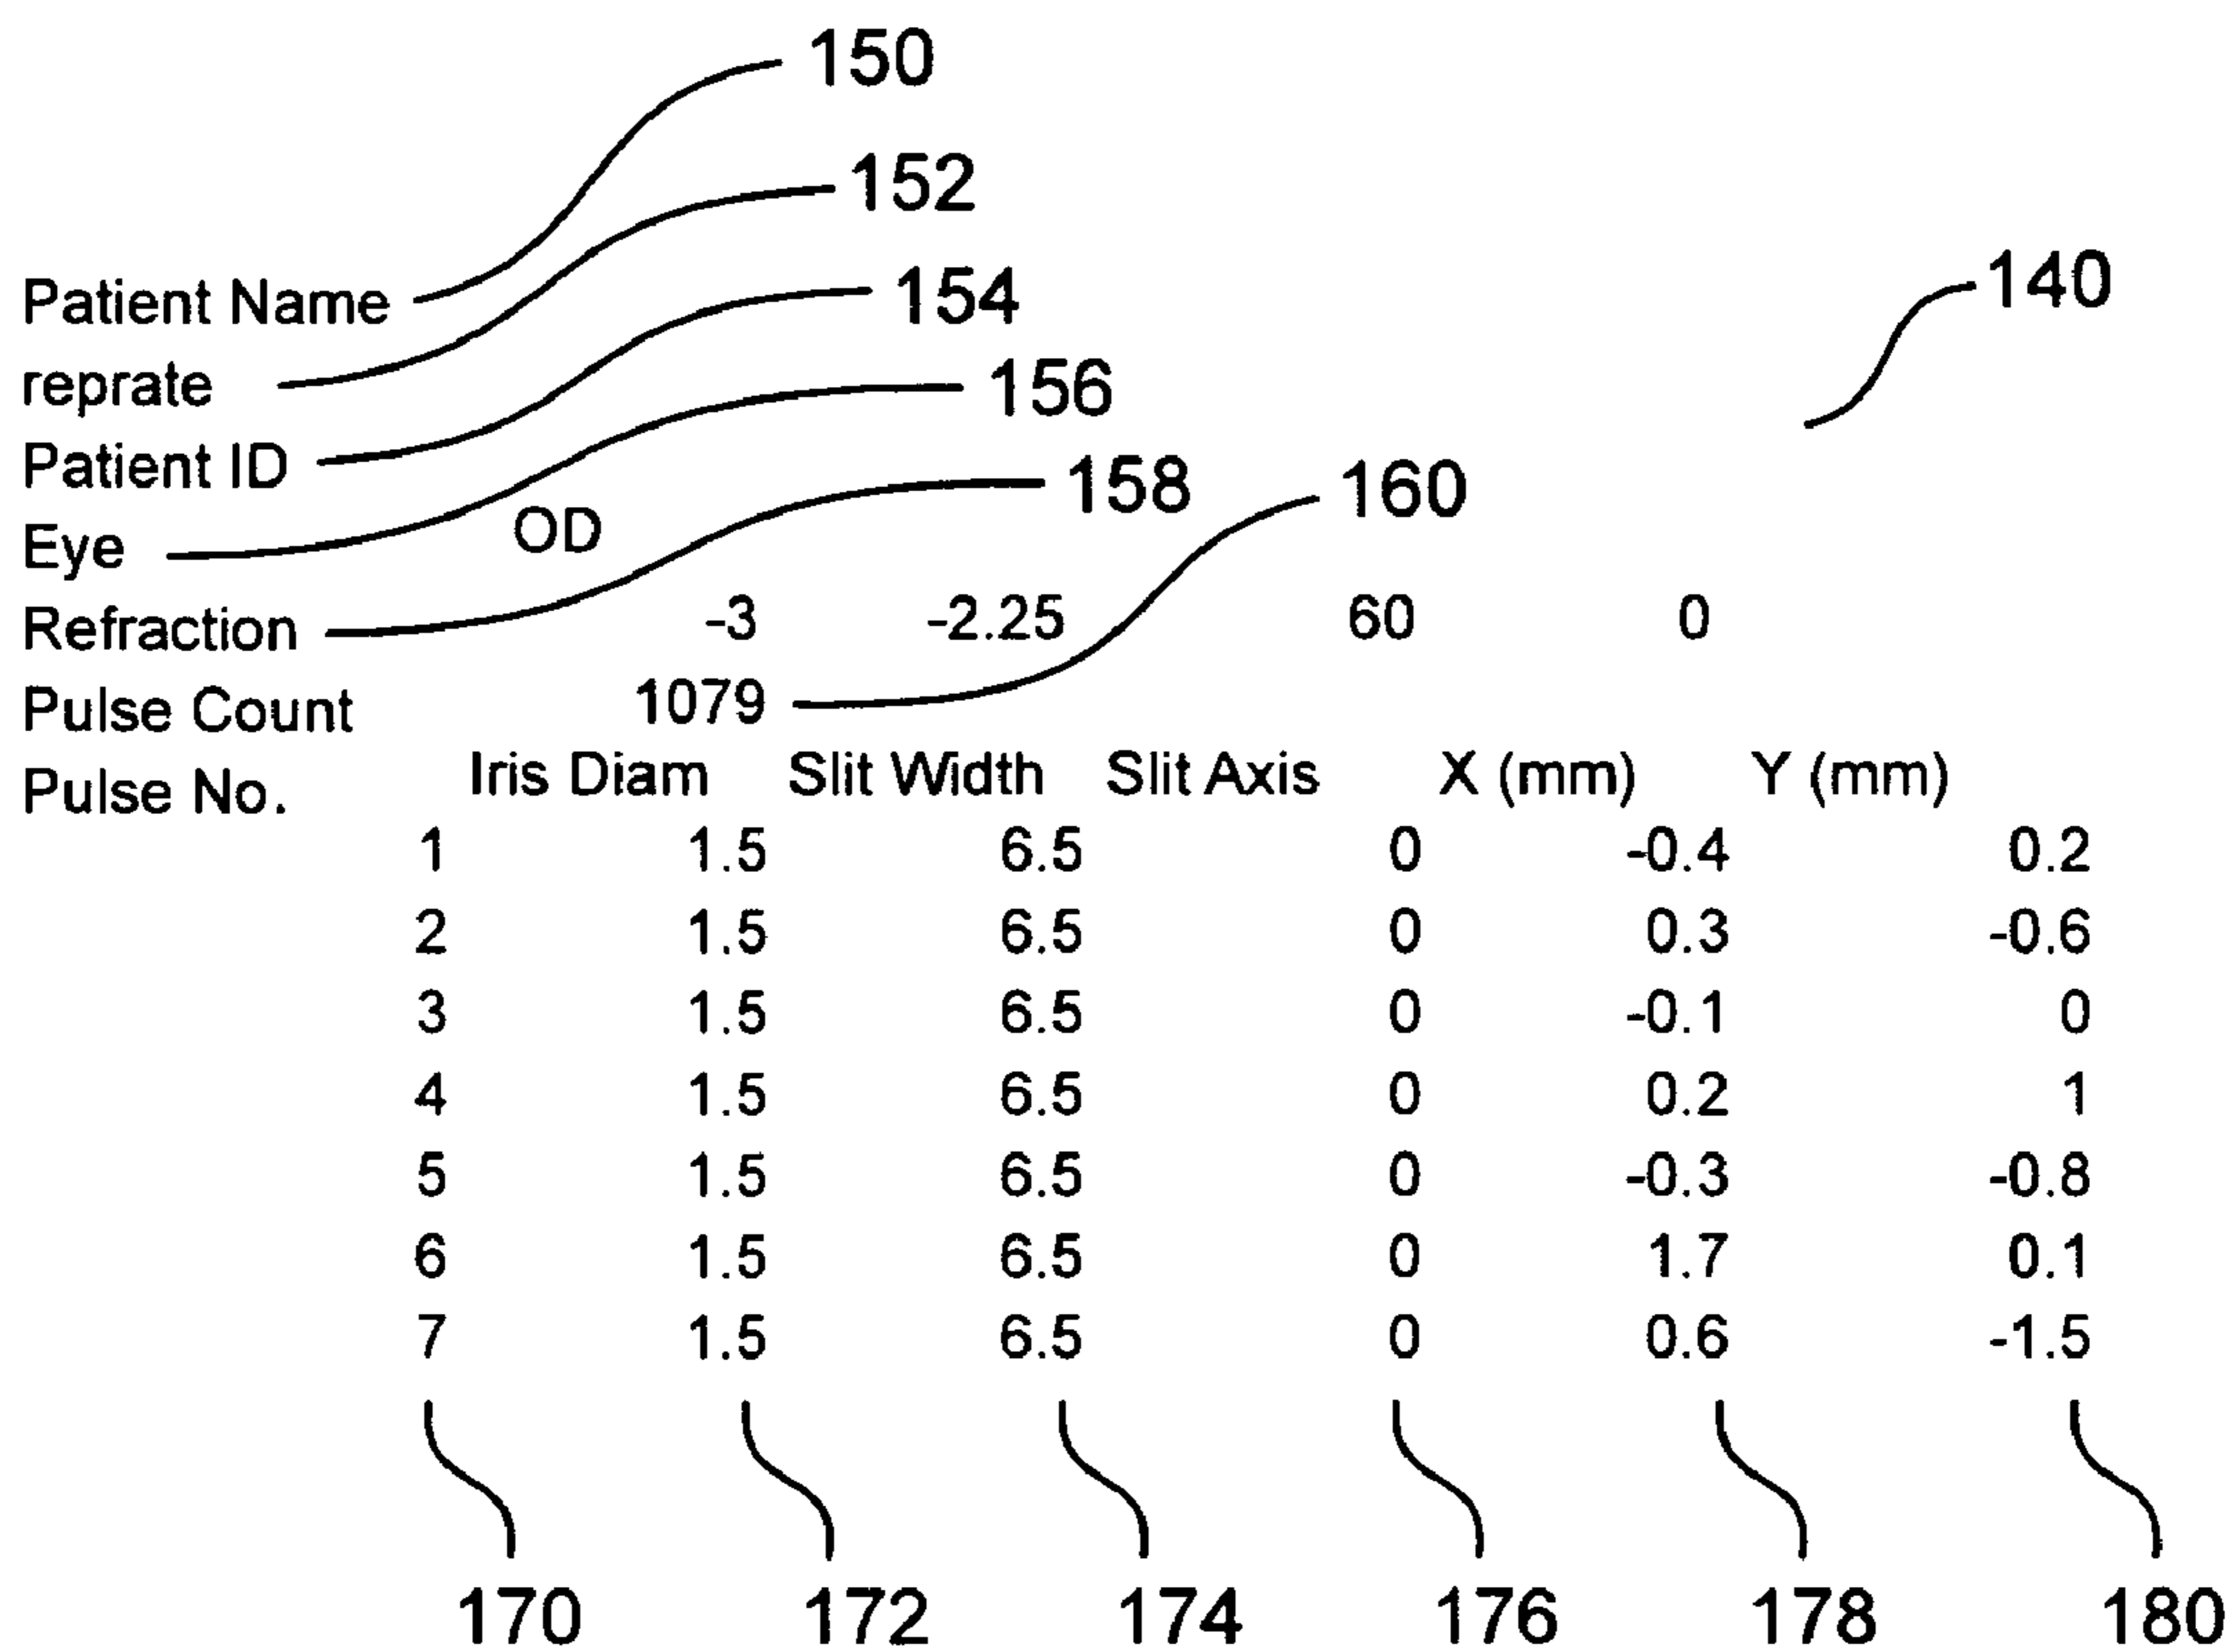 150
152
154
140
Patient Name
reprate
156
Patient ID
158
160
Eye OD
Refraction -3 -2.25 60 0
Pulse Count 1079
Pulse No. Iris Diam Slit Width Slit Axis X (mm) Y (mm)
1 1.5 6.5 0 -0.4 0.2
2 1.5 6.5 0 0.3 -0.6
3 1.5 6.5 0 -0.1 0
4 1.5 6.5 0 0.2 1
5 1.5 6.5 0 -0.3 -0.8
6 1.5 6.5 0 1.7 0.1
7 1.5 6.5 0 0.6 -1.5
170 172 174 176 178 180